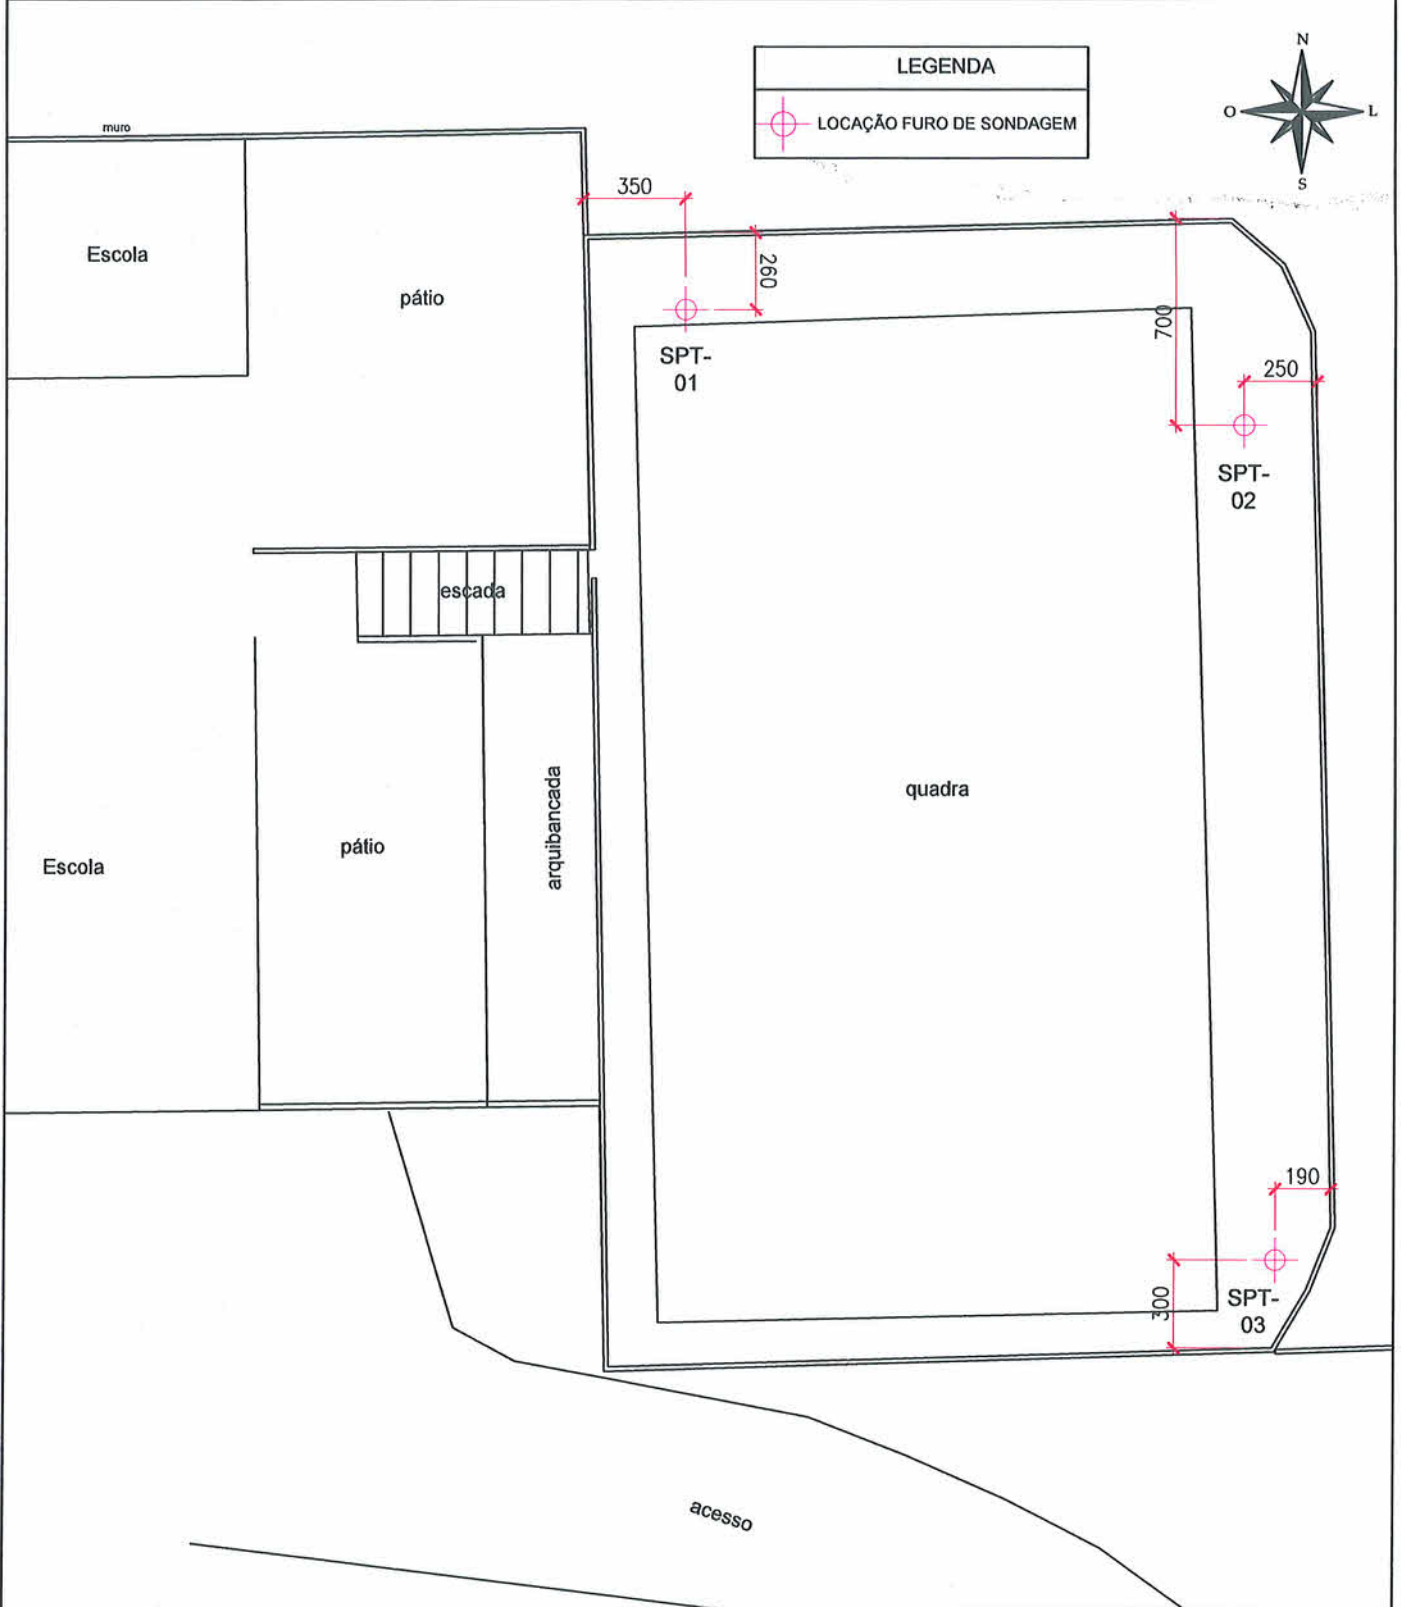 LEGENDA
LOCAÇÃO FURO DE SONDAGEM
N
O
L
S
muro
Escola
pátio
350
260
SPT-
01
700
250
SPT-
02
escada
quadra
arquibancada
pátio
Escola
190
300
SPT-
03
acesso